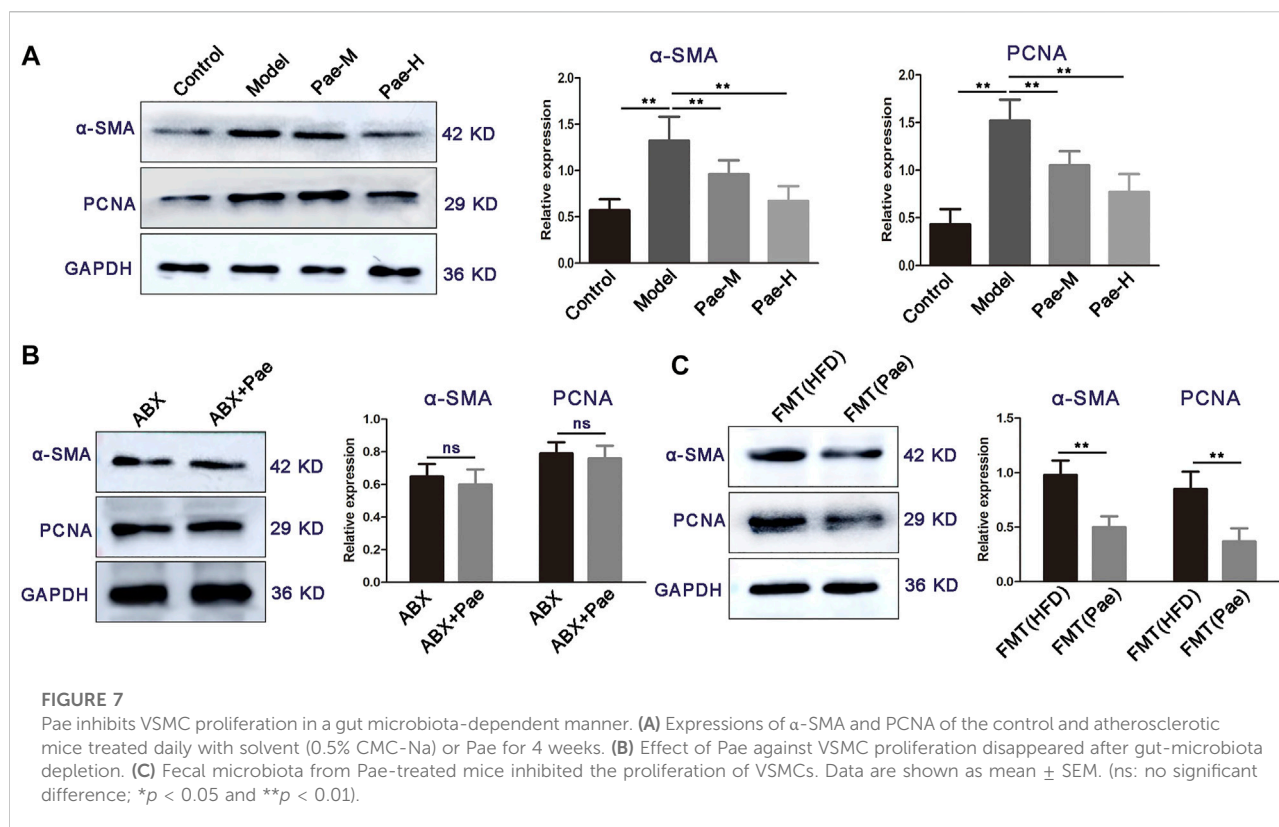 A
Control
Model
Pae-M
Pae-H
α-SMA
42 KD
PCNA
29 KD
GAPDH
36 KD
α-SMA
Relative expression
2.0
1.5
1.0
0.5
0.0
**
**
**
Control
Model
Pae-M
Pae-H
PCNA
Relative expression
2.0
1.5
1.0
0.5
0.0
**
**
**
Control
Model
Pae-M
Pae-H
B
ABX
ABX+Pae
α-SMA
42 KD
PCNA
29 KD
GAPDH
36 KD
α-SMA
PCNA
Relative expression
0.8
0.6
0.4
0.2
0.0
ns
ns
ABX
ABX+Pae
ABX
ABX+Pae
C
FMT(HFD)
FMT(Pae)
α-SMA
42 KD
PCNA
29 KD
GAPDH
36 KD
α-SMA
PCNA
Relative expression
1.5
1.0
0.5
0.0
**
**
FMT(HFD)
FMT(Pae)
FMT(HFD)
FMT(Pae)
FIGURE 7
Pae inhibits VSMC proliferation in a gut microbiota-dependent manner. (A) Expressions of α-SMA and PCNA of the control and atherosclerotic
mice treated daily with solvent (0.5% CMC-Na) or Pae for 4 weeks. (B) Effect of Pae against VSMC proliferation disappeared after gut-microbiota
depletion. (C) Fecal microbiota from Pae-treated mice inhibited the proliferation of VSMCs. Data are shown as mean ± SEM. (ns: no significant
difference; *p < 0.05 and **p < 0.01).